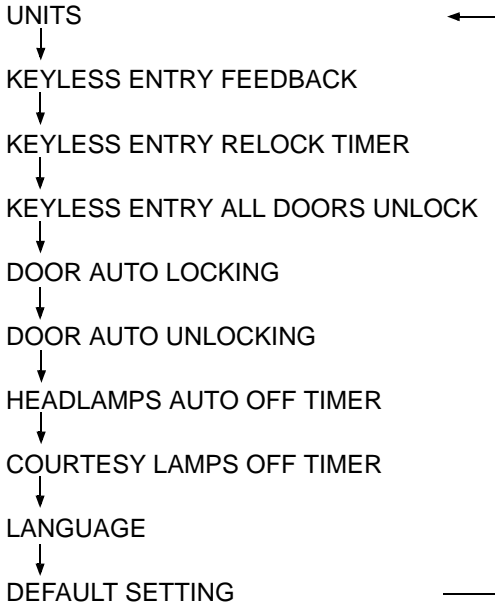 UNITS
KEYLESS ENTRY FEEDBACK
KEYLESS ENTRY RELOCK TIMER
KEYLESS ENTRY ALL DOORS UNLOCK
DOOR AUTO LOCKING
DOOR AUTO UNLOCKING
HEADLAMPS AUTO OFF TIMER
COURTESY LAMPS OFF TIMER
LANGUAGE
DEFAULT SETTING